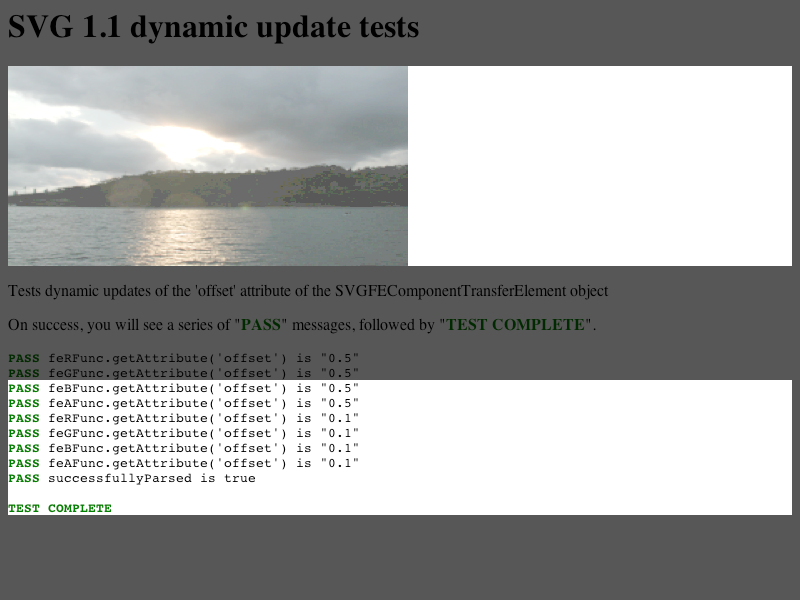 SVG 1.1 dynamic update tests
Tests dynamic updates of the 'offset' attribute of the SVGFEComponentTransferElement object
On success, you will see a series of "PASS" messages, followed by "TEST COMPLETE".
PASS feRFunc.getAttribute('offset') is "0.5"
PASS feGFunc.getAttribute('offset') is "0.5"
PASS feBFunc.getAttribute('offset') is "0.5"
PASS feAFunc.getAttribute('offset') is "0.5"
PASS feRFunc.getAttribute('offset') is "0.1"
PASS feGFunc.getAttribute('offset') is "0.1"
PASS feBFunc.getAttribute('offset') is "0.1"
PASS feAFunc.getAttribute('offset') is "0.1"
PASS successfullyParsed is true
TEST COMPLETE